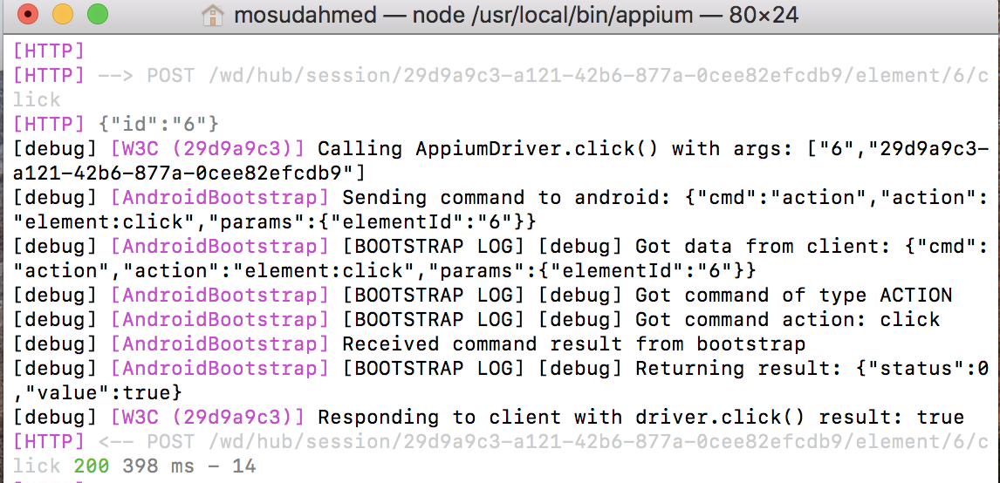 mosudahmed — node /usr/local/bin/appium — 80×24
[HTTP]
[HTTP] --> POST /wd/hub/session/29d9a9c3-a121-42b6-877a-0cee82efcdb9/element/6/c
lick
[HTTP] {"id":"6"}
[debug] [W3C (29d9a9c3)] Calling AppiumDriver.click() with args: ["6","29d9a9c3-
a121-42b6-877a-0cee82efcdb9"]
[debug] [AndroidBootstrap] Sending command to android: {"cmd":"action","action":
"element:click","params":{"elementId":"6"}}
[debug] [AndroidBootstrap] [BOOTSTRAP LOG] [debug] Got data from client: {"cmd":
"action","action":"element:click","params":{"elementId":"6"}}
[debug] [AndroidBootstrap] [BOOTSTRAP LOG] [debug] Got command of type ACTION
[debug] [AndroidBootstrap] [BOOTSTRAP LOG] [debug] Got command action: click
[debug] [AndroidBootstrap] Received command result from bootstrap
[debug] [AndroidBootstrap] [BOOTSTRAP LOG] [debug] Returning result: {"status":0
,"value":true}
[debug] [W3C (29d9a9c3)] Responding to client with driver.click() result: true
[HTTP] <-- POST /wd/hub/session/29d9a9c3-a121-42b6-877a-0cee82efcdb9/element/6/c
lick 200 398 ms - 14